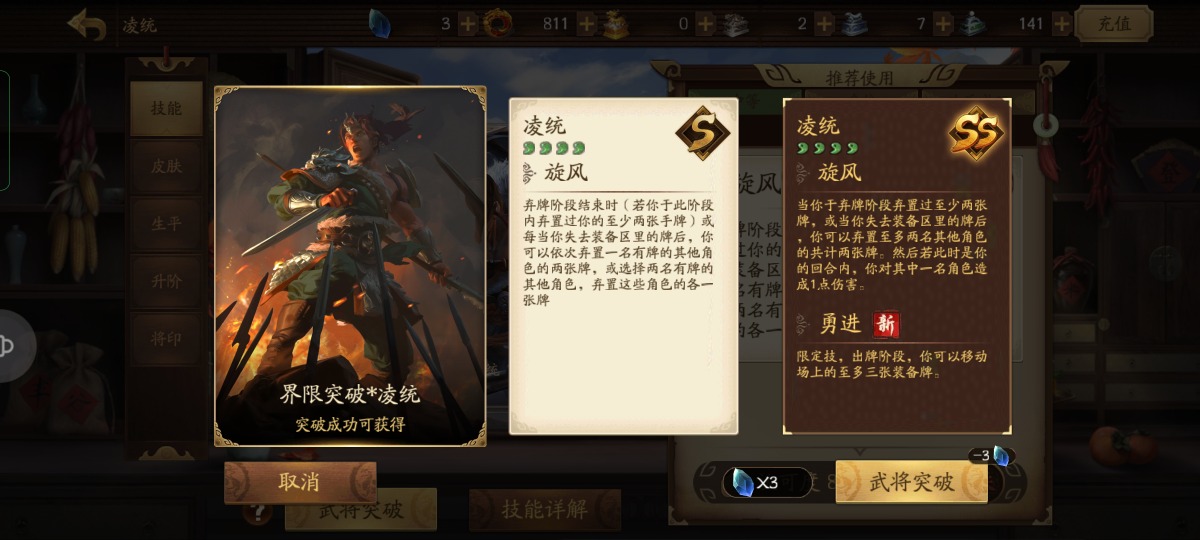 凌统
3
811
0
2
7
141
充值
技能
皮肤
生平
升阶
将印
推荐使用
界限突破*凌统
突破成功可获得
凌统
S
旋风
弃牌阶段结束时（若你于此阶段
内弃置过你的至少两张手牌）或
每当你失去装备区里的牌后，你
可以依次弃置一名有牌的其他角
色的两张牌，或选择两名有牌的
其他角色，弃置这些角色的各一
张牌
旋风
凌统
SS
旋风
当你于弃牌阶段弃置过至少两张
牌，或当你失去装备区里的牌后
，你可以弃置至多两名其他角色
的共计两张牌。然后若此时是你
的回合内，你对其中一名角色造
成1点伤害。
勇进 新
限定技，出牌阶段，你可以移动
场上的至多三张装备牌。
取消
武将突破
技能详解
X3
-3
武将突破